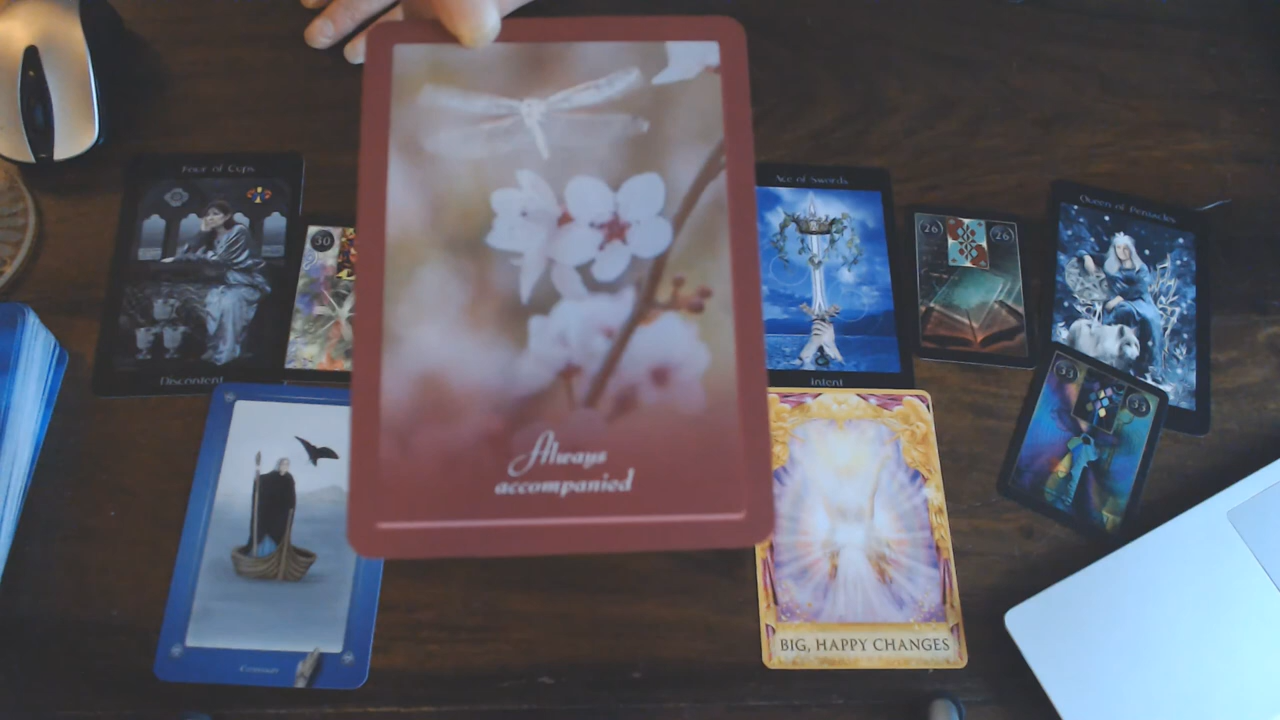 Four of Cups
Discontent
30
Always
accompanied
Ace of Swords
Intent
26 26
Queen of Pentacles
33
33
BIG, HAPPY CHANGES